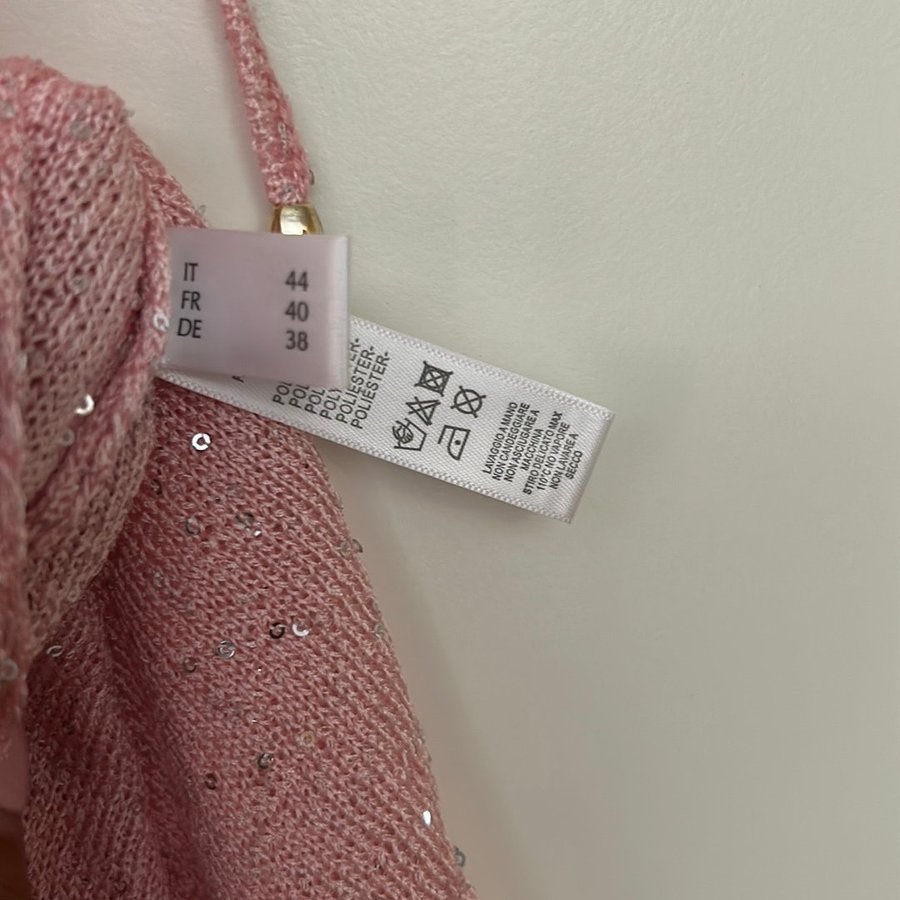 IT 44
FR 40
DE 38
POLIESTER-
POLIESTER-
LAVAGGIO A MANO
NON CANDEGGIARE
NON ASCIUGARE A
MACCHINA
STIRO DELICATO MAX
110°C NO VAPORE
NON LAVARE A
SECCO